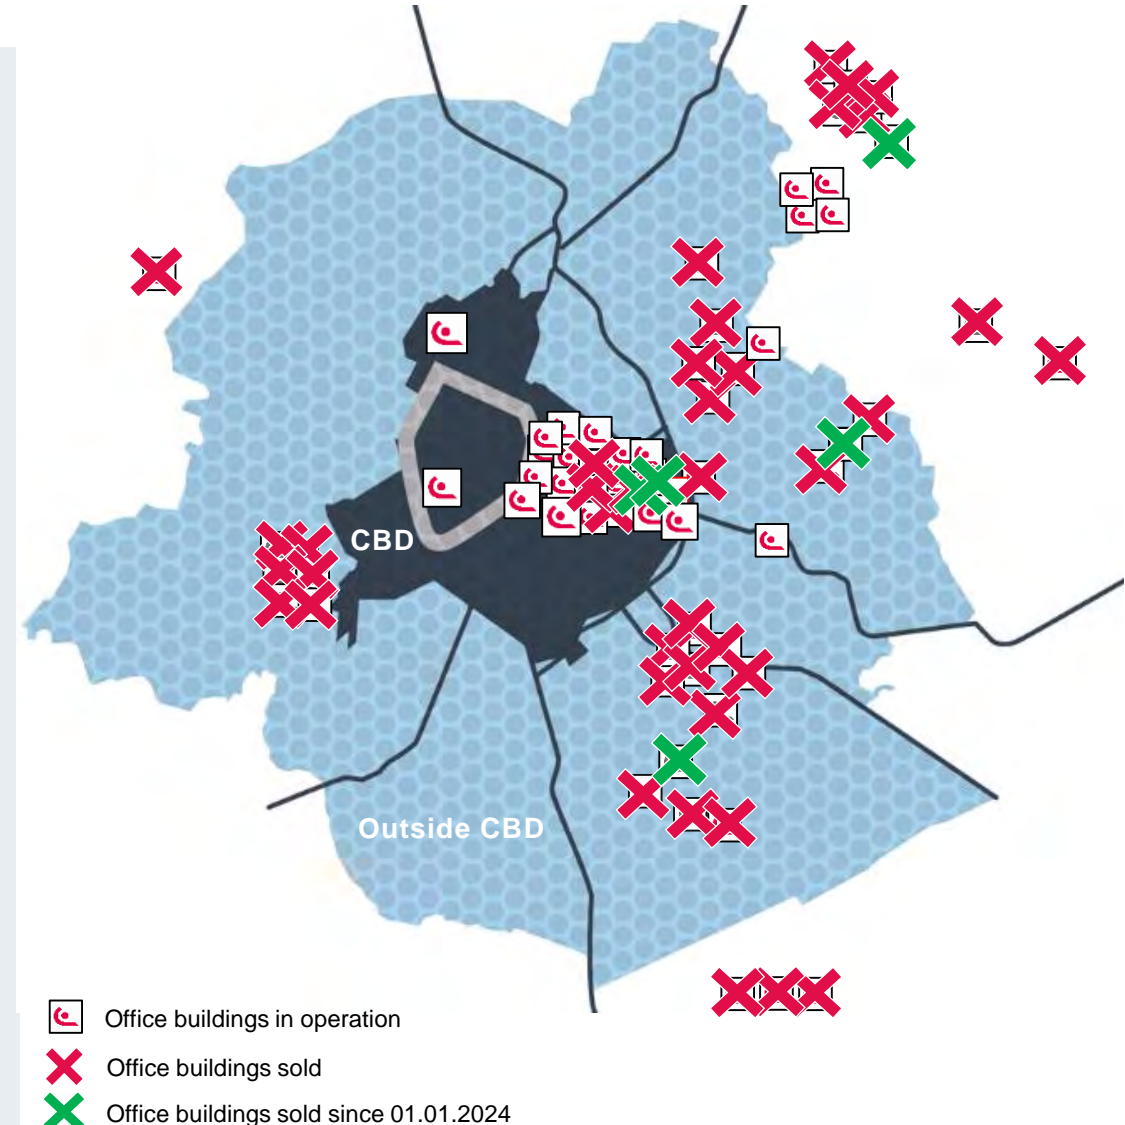 CBD
Outside CBD
Office buildings in operation
Office buildings sold
Office buildings sold since 01.01.2024